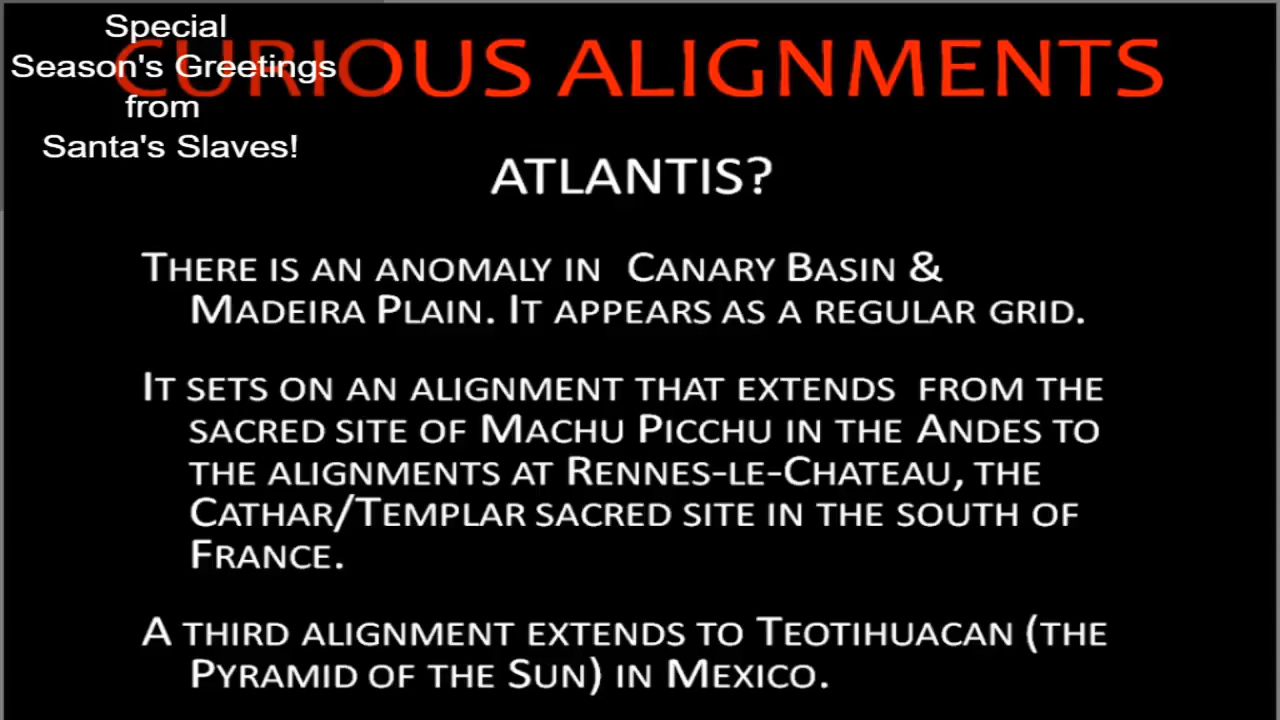 Special
Season's Greetings
from
Santa's Slaves!
CURIOUS ALIGNMENTS
ATLANTIS?
THERE IS AN ANOMALY IN CANARY BASIN &
MADEIRA PLAIN. IT APPEARS AS A REGULAR GRID.
IT SETS ON AN ALIGNMENT THAT EXTENDS FROM THE
SACRED SITE OF MACHU PICCHU IN THE ANDES TO
THE ALIGNMENTS AT RENNES-LE-CHATEAU, THE
CATHAR/TEMPLAR SACRED SITE IN THE SOUTH OF
FRANCE.
A THIRD ALIGNMENT EXTENDS TO TEOTIHUACAN (THE
PYRAMID OF THE SUN) IN MEXICO.